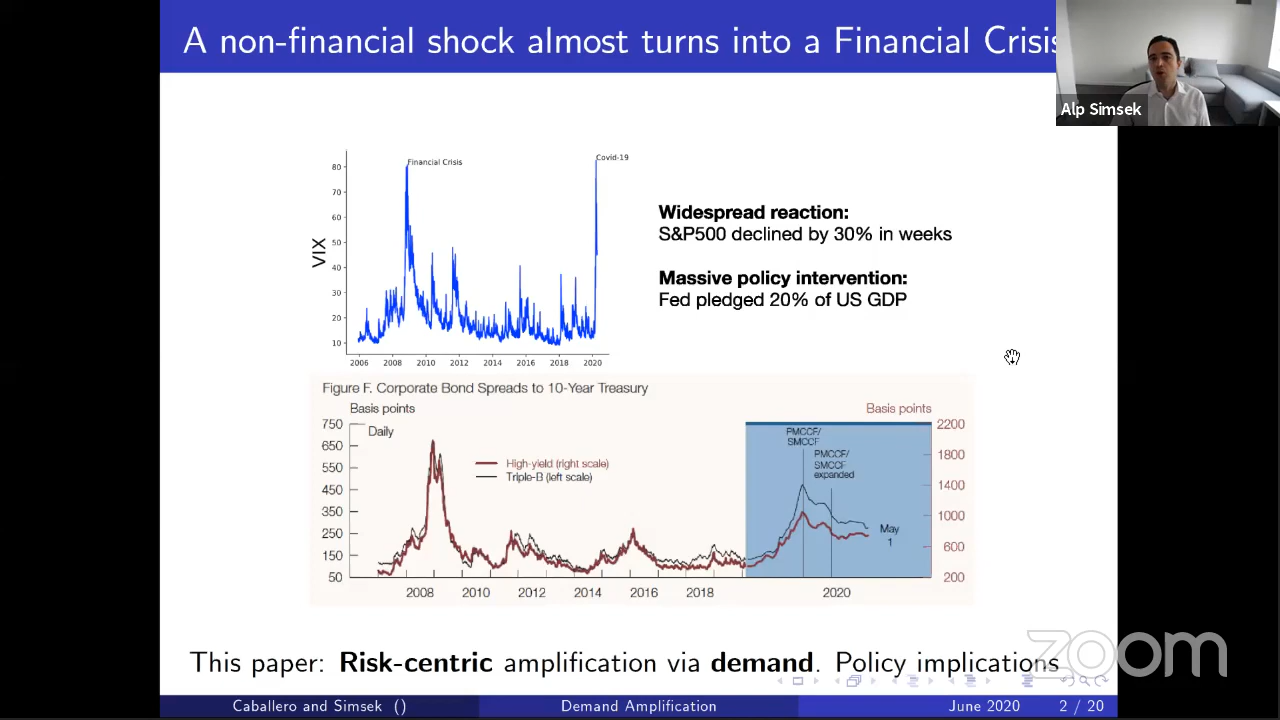 A non-financial shock almost turns into a Financial Crisis
Alp Simsek
Financial Crisis
Covid-19
80
70
60
50
40
30
20
10
VIX
2006 2008 2010 2012 2014 2016 2018 2020
Widespread reaction:
S&P500 declined by 30% in weeks
Massive policy intervention:
Fed pledged 20% of US GDP
Figure F. Corporate Bond Spreads to 10-Year Treasury
Basis points
Basis points
750
650
550
450
350
250
150
50
Daily
High-yield (right scale)
Triple-B (left scale)
PMCCF/
SMCCF
PMCCF/
SMCCF
expanded
May
1
2200
1800
1400
1000
600
200
2008 2010 2012 2014 2016 2018 2020
This paper: Risk-centric amplification via demand. Policy implications
zoom
Caballero and Simsek () Demand Amplification June 2020 2 / 20